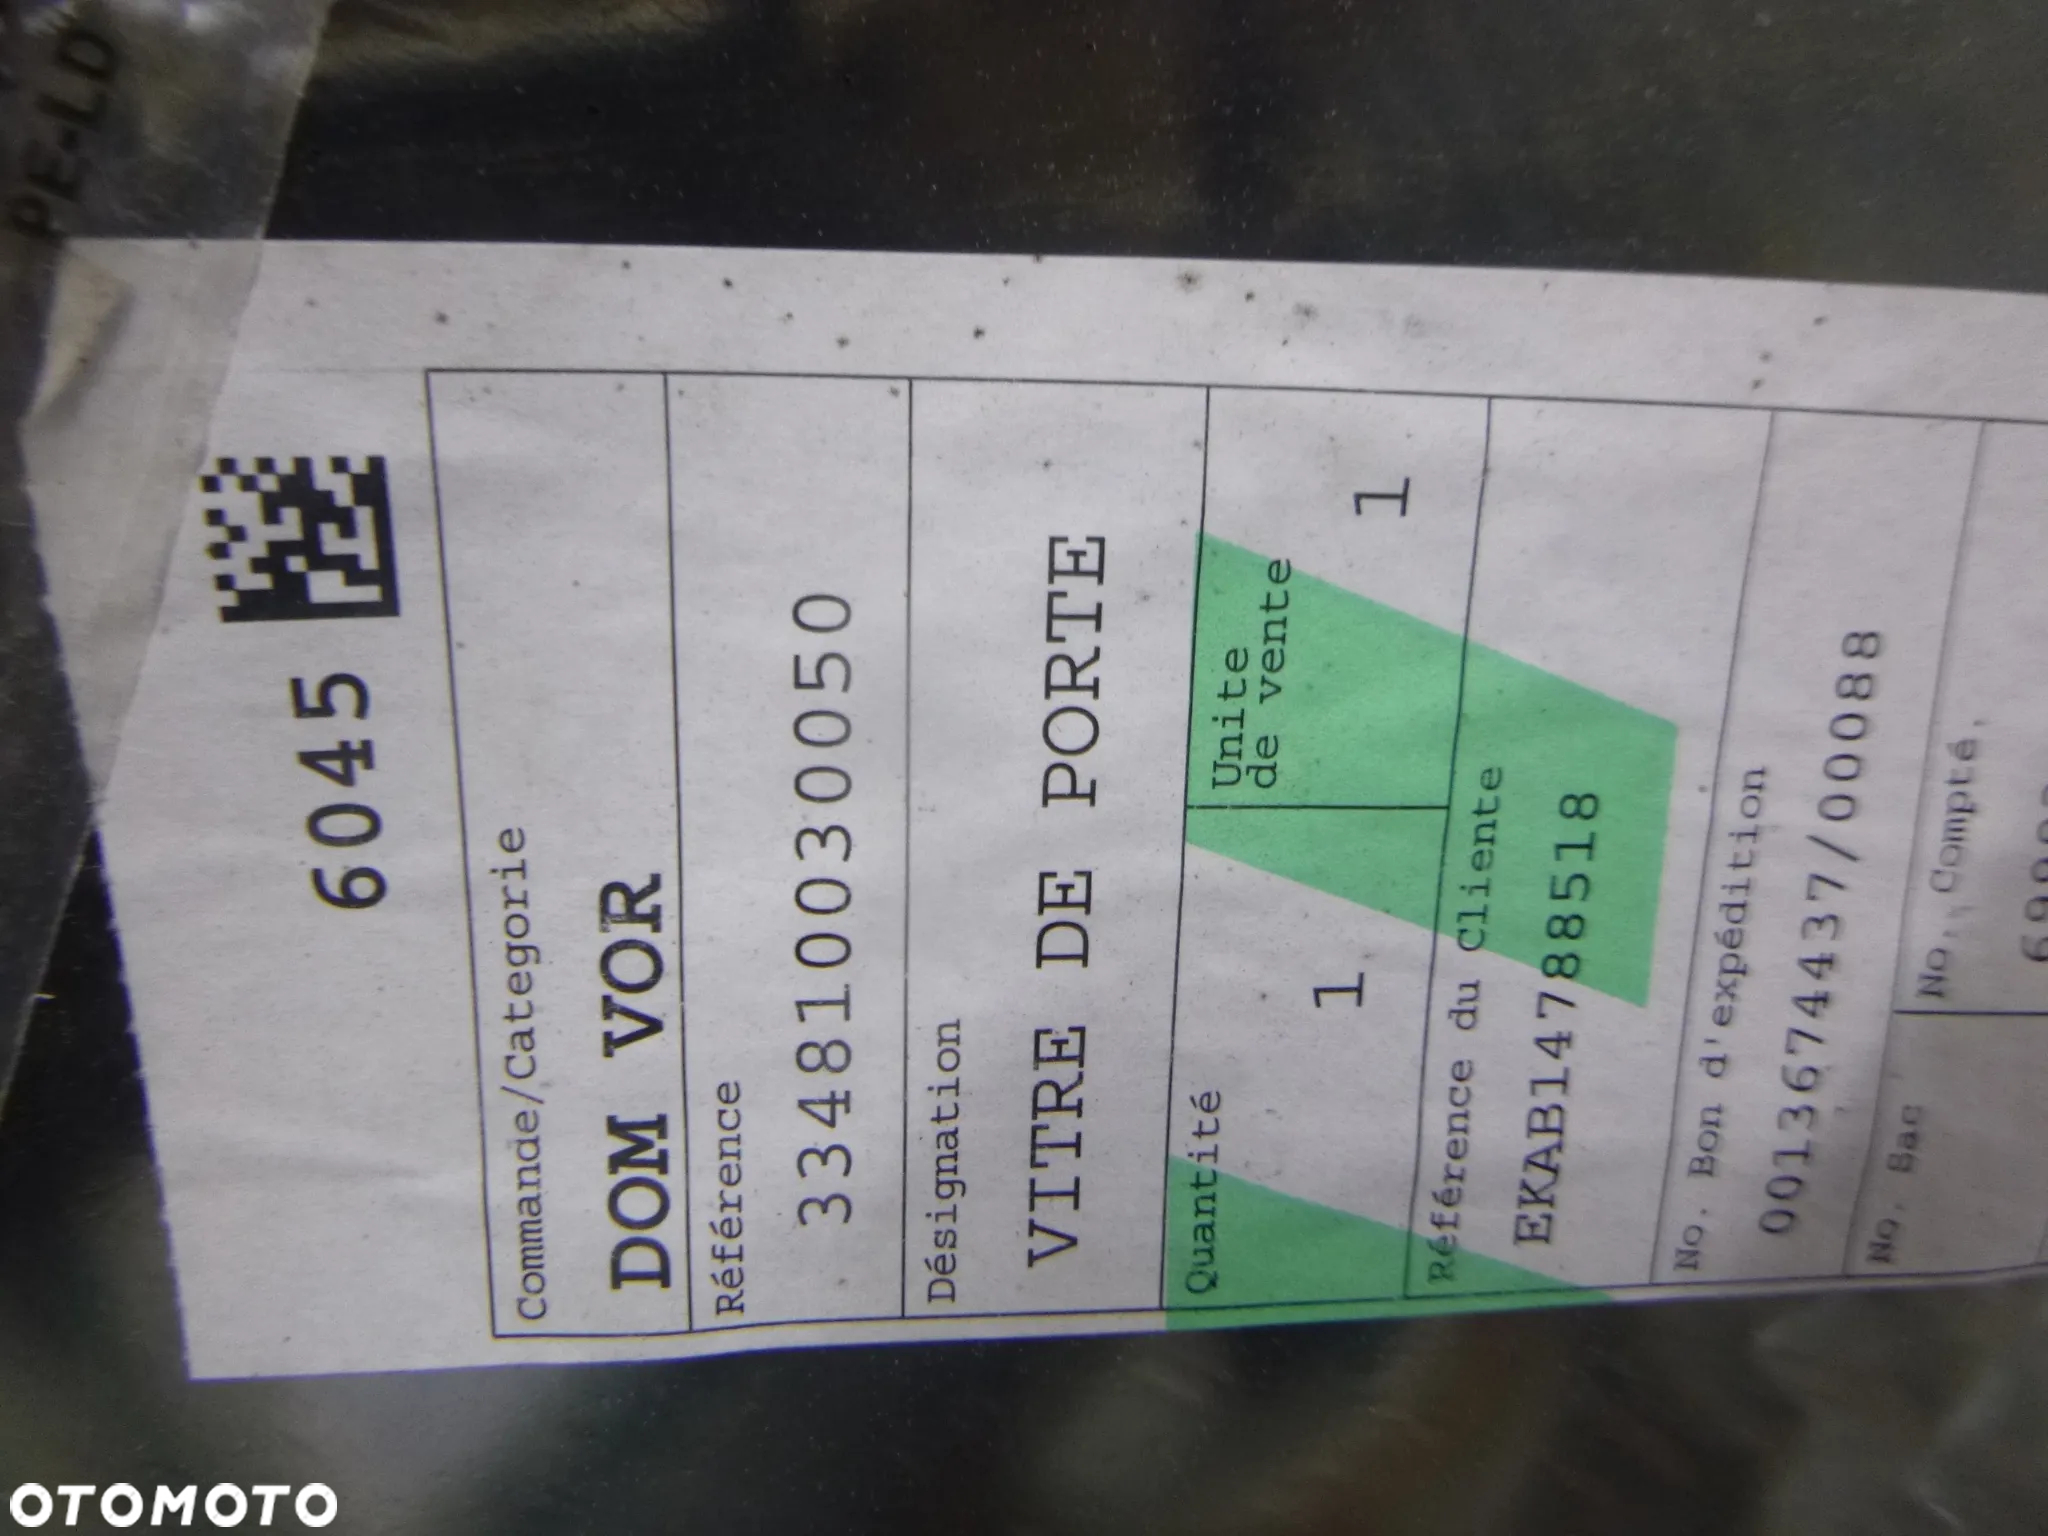 PE-LD
6045
Commande/Categorie
DOM VOR
Référence
3348100030050
Désignation
VITRE DE PORTE
Quantité
1
Unite
de vente
1
Référence du Cliente
EKAB14788518
No. Bon d'expédition
0013674437/00088
No. Bac
No. Compté.
OTOMOTO